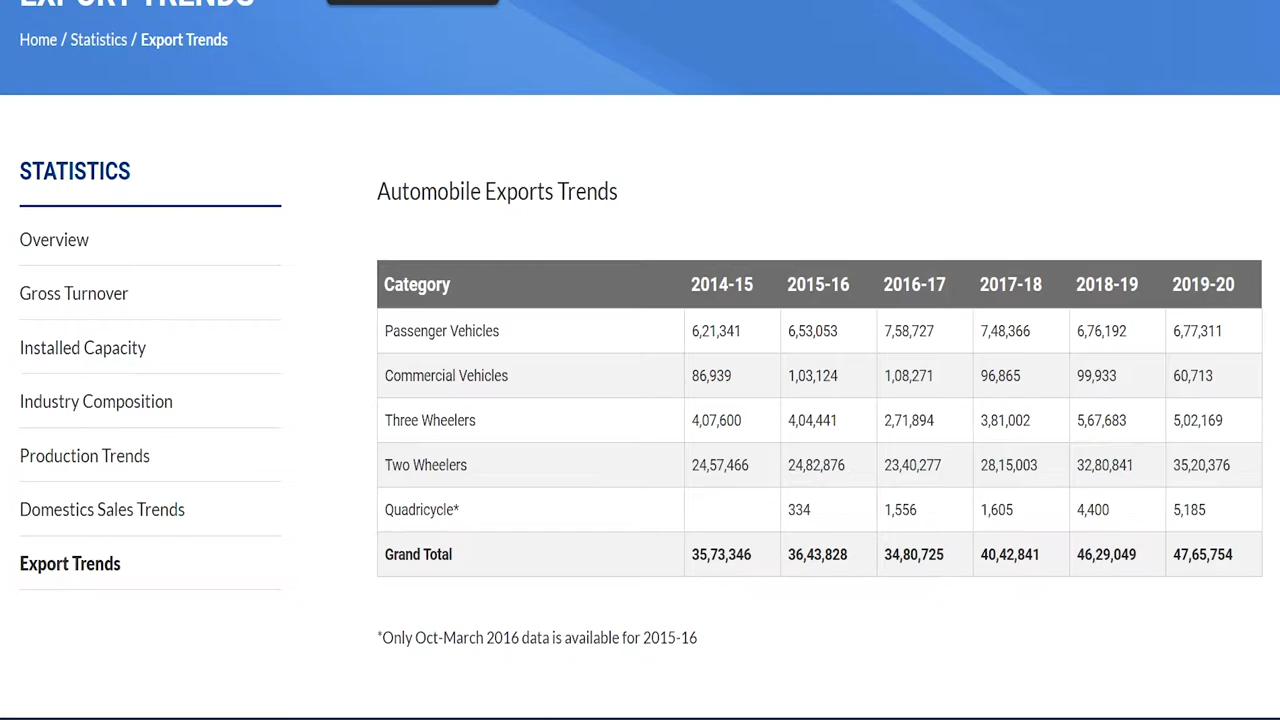 EXPORT TRENDS
Home / Statistics / Export Trends
STATISTICS
Overview
Gross Turnover
Installed Capacity
Industry Composition
Production Trends
Domestics Sales Trends
Export Trends
Automobile Exports Trends
Category 2014-15 2015-16 2016-17 2017-18 2018-19 2019-20
Passenger Vehicles 6,21,341 6,53,053 7,58,727 7,48,366 6,76,192 6,77,311
Commercial Vehicles 86,939 1,03,124 1,08,271 96,865 99,933 60,713
Three Wheelers 4,07,600 4,04,441 2,71,894 3,81,002 5,67,683 5,02,169
Two Wheelers 24,57,466 24,82,876 23,40,277 28,15,003 32,80,841 35,20,376
Quadricycle* 334 1,556 1,605 4,400 5,185
Grand Total 35,73,346 36,43,828 34,80,725 40,42,841 46,29,049 47,65,754
*Only Oct-March 2016 data is available for 2015-16